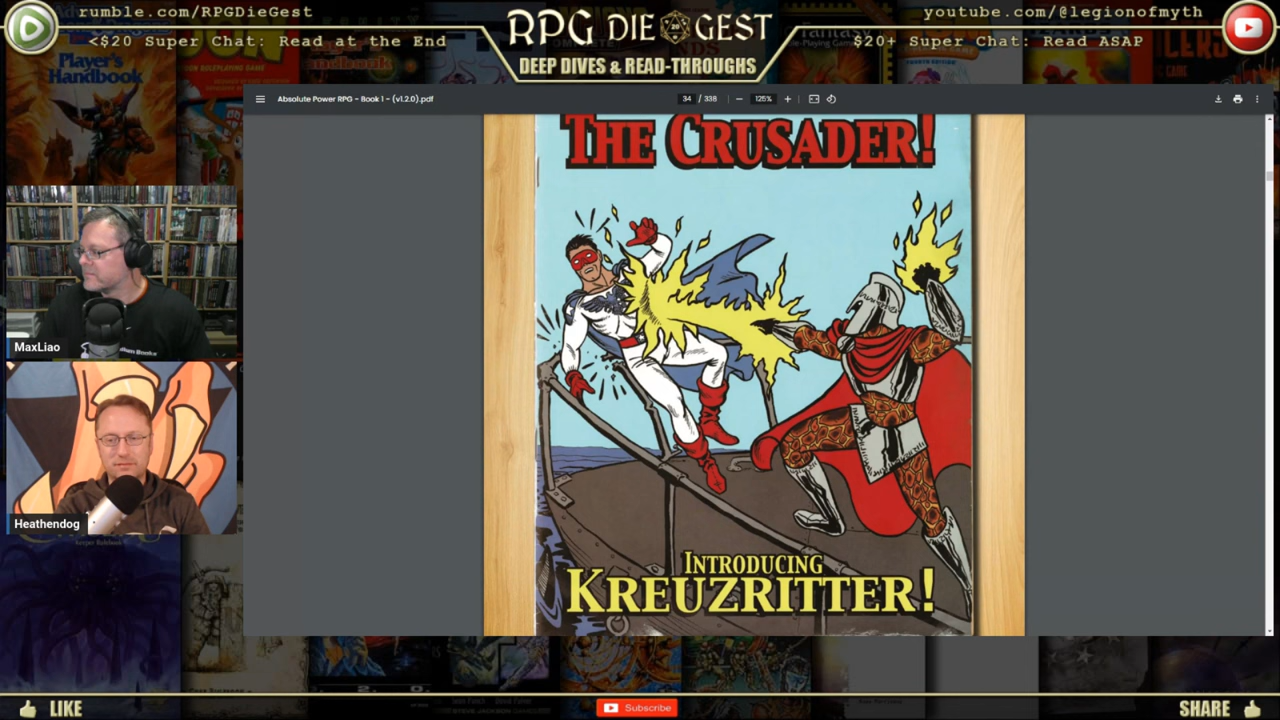 rumble.com/RPGDieGest
<$20 Super Chat: Read at the End
RPG DIE GEST
DEEP DIVES & READ-THROUGHS
youtube.com/@legionofmyth
$20+ Super Chat: Read ASAP
Player's
Handbook
Absolute Power RPG - Book 1 - (v1.2.0).pdf
34 / 338
125%
THE CRUSADER!
INTRODUCING
KREUZRITTER!
MaxLiao
Heathendog
LIKE
Subscribe
SHARE